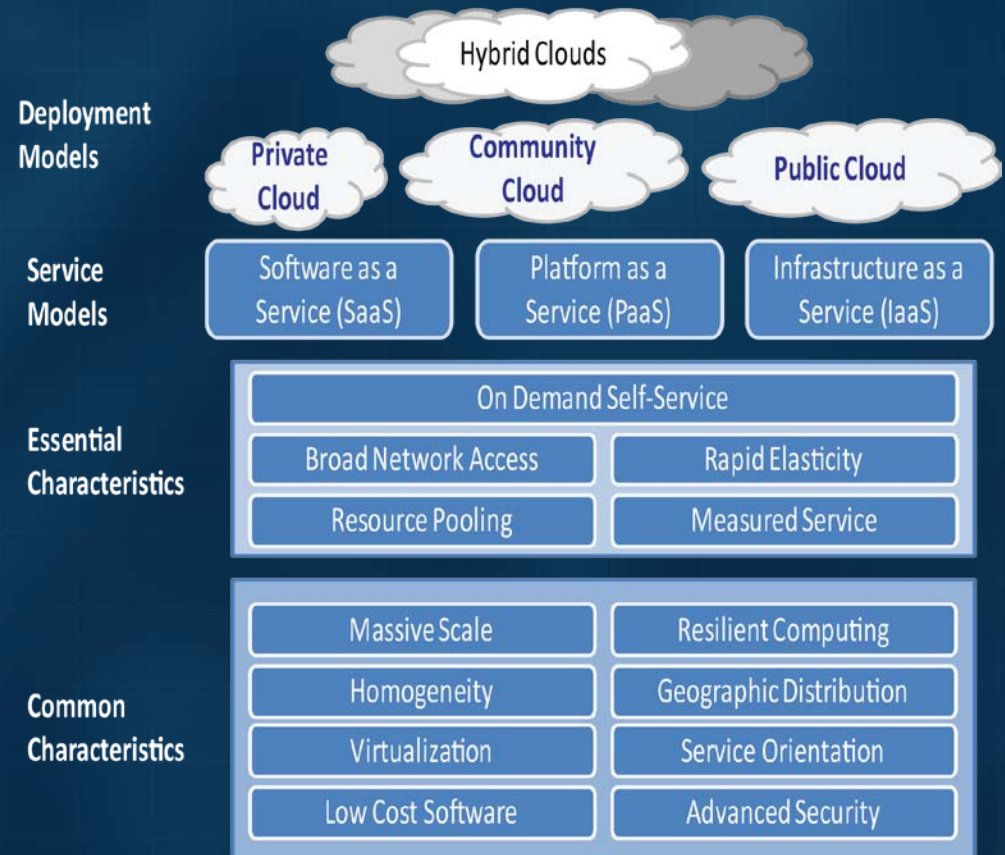 Hybrid Clouds
Deployment
Models
Private
Cloud
Community
Cloud
Public Cloud
Service
Models
Software as a
Service (SaaS)
Platform as a
Service (PaaS)
Infrastructure as a
Service (IaaS)
Essential
Characteristics
On Demand Self-Service
Broad Network Access
Rapid Elasticity
Resource Pooling
Measured Service
Common
Characteristics
Massive Scale
Resilient Computing
Homogeneity
Geographic Distribution
Virtualization
Service Orientation
Low Cost Software
Advanced Security